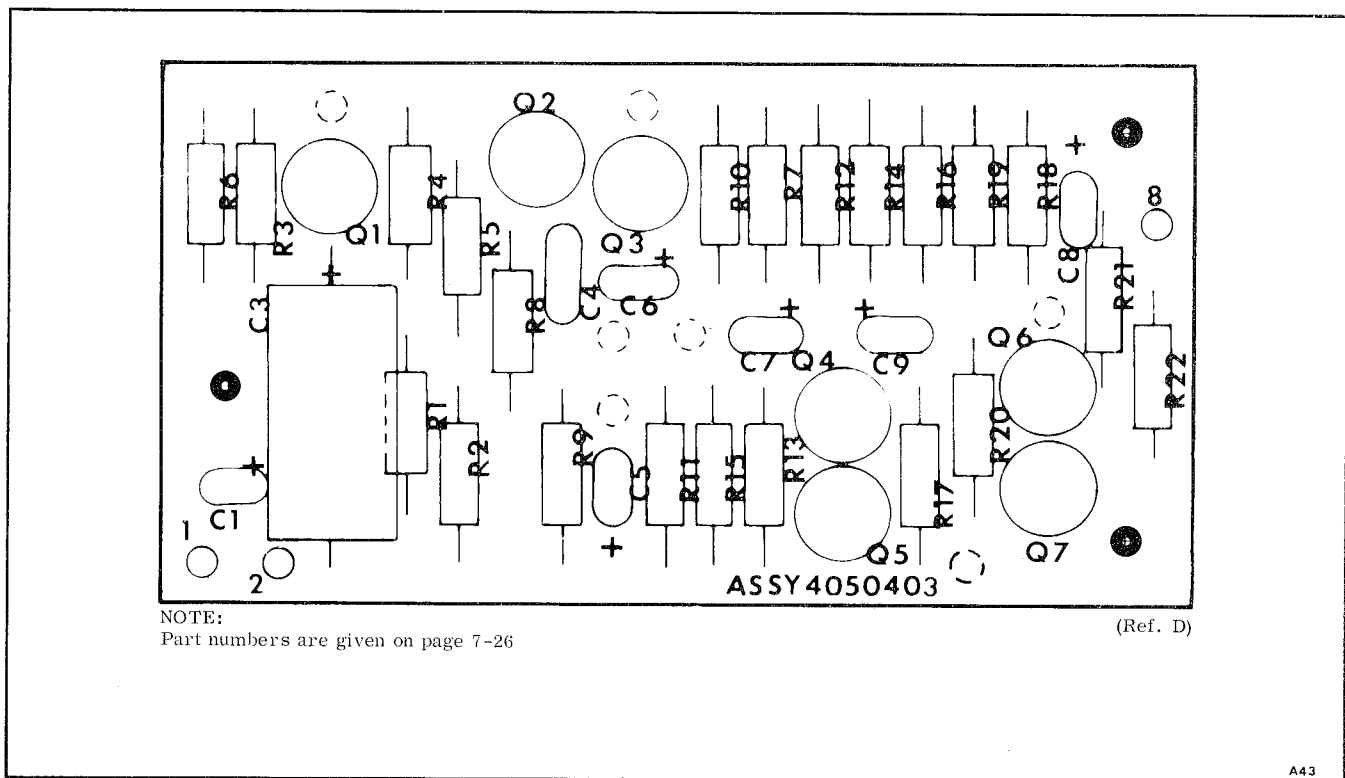 Q2
R6
R3
Q1
R4
R5
R8
C4
Q3
C6
R10
R7
R12
R14
R16
R19
R18
+
C8
8
R21
R22
+
C3
+
C7
+
+
C9
Q4
Q6
R1
R2
R9
C5
+
R11
R15
R13
R17
R20
+
C1
1
2
Q5
Q7
ASSY4050403
NOTE:
Part numbers are given on page 7-26
(Ref. D)
A43